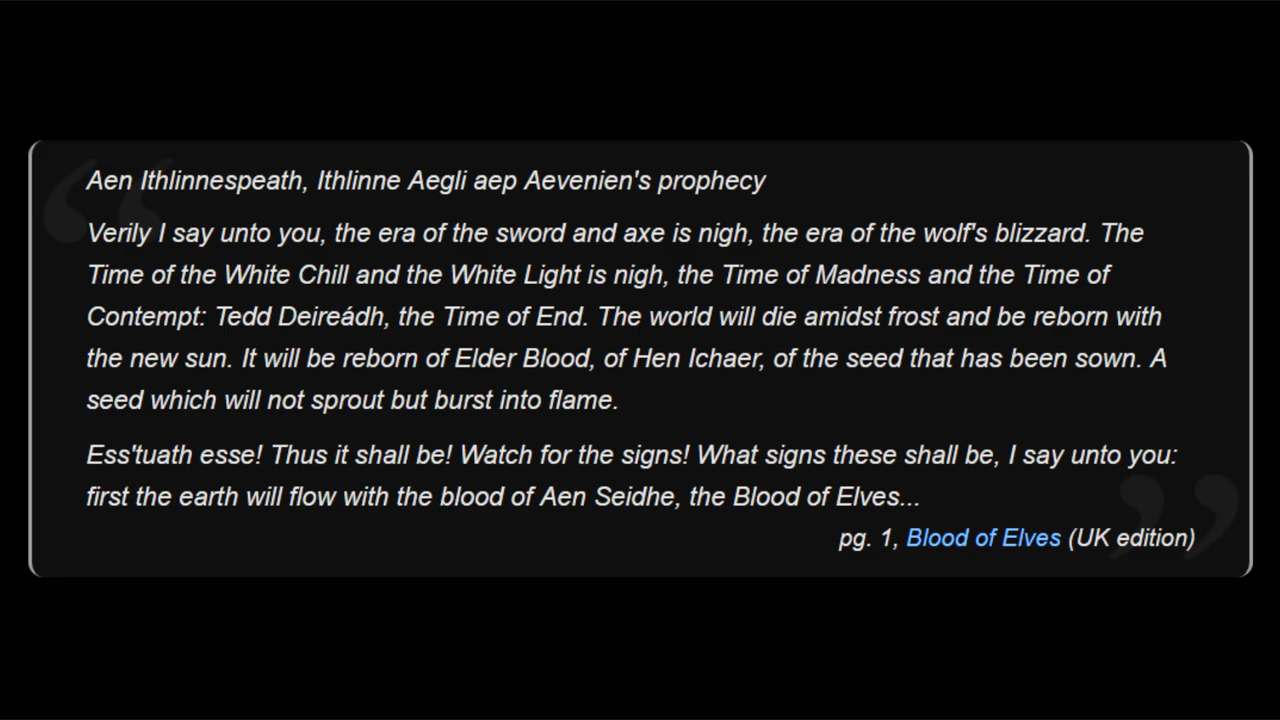 Aen Ithlinnespeath, Ithlinne Aegli aep Aevenien's prophecy
Verily I say unto you, the era of the sword and axe is nigh, the era of the wolf's blizzard. The
Time of the White Chill and the White Light is nigh, the Time of Madness and the Time of
Contempt: Tedd Deireádh, the Time of End. The world will die amidst frost and be reborn with
the new sun. It will be reborn of Elder Blood, of Hen Ichaer, of the seed that has been sown. A
seed which will not sprout but burst into flame.
Ess'tuath esse! Thus it shall be! Watch for the signs! What signs these shall be, I say unto you:
first the earth will flow with the blood of Aen Seidhe, the Blood of Elves...
pg. 1, Blood of Elves (UK edition)